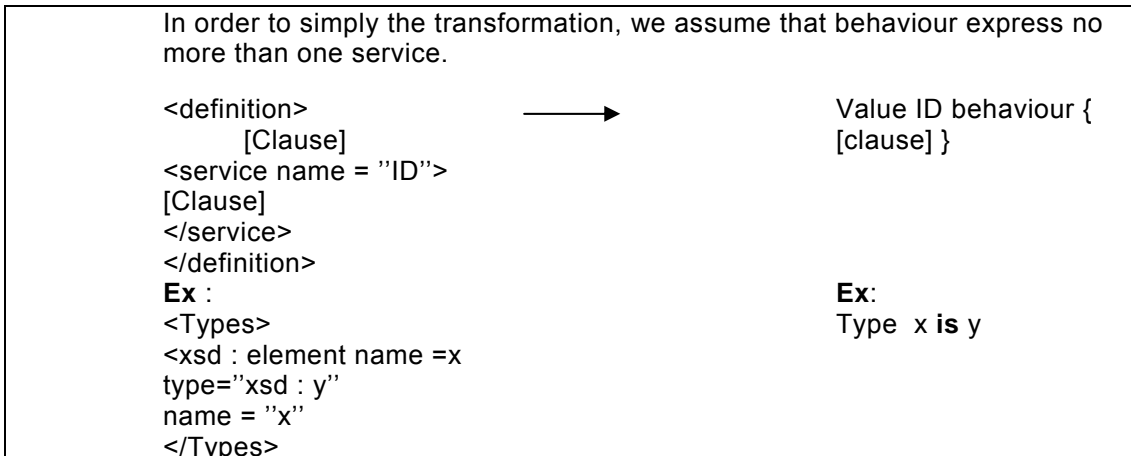 In order to simply the transformation, we assume that behaviour express no
more than one service.
<definition>
[Clause]
<service name = ''ID''>
[Clause]
</service>
</definition>
Ex :
<Types>
<xsd : element name =x
type=''xsd : y''
name = ''x''
</Types>
Value ID behaviour {
[clause] }
Ex:
Type x is y